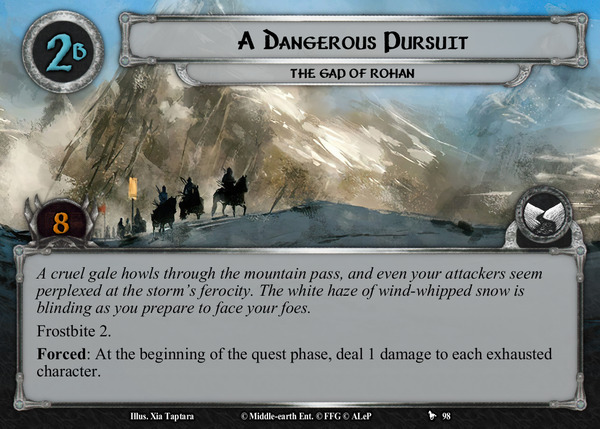 2B
A Dangerous Pursuit
The Gap of Rohan
8
A cruel gale howls through the mountain pass, and even your attackers seem
perplexed at the storm's ferocity. The white haze of wind-whipped snow is
blinding as you prepare to face your foes.
Frostbite 2.
Forced: At the beginning of the quest phase, deal 1 damage to each exhausted
character.
Illus. Xia Taptara © Middle-earth Ent. © FFG © ALeP 98